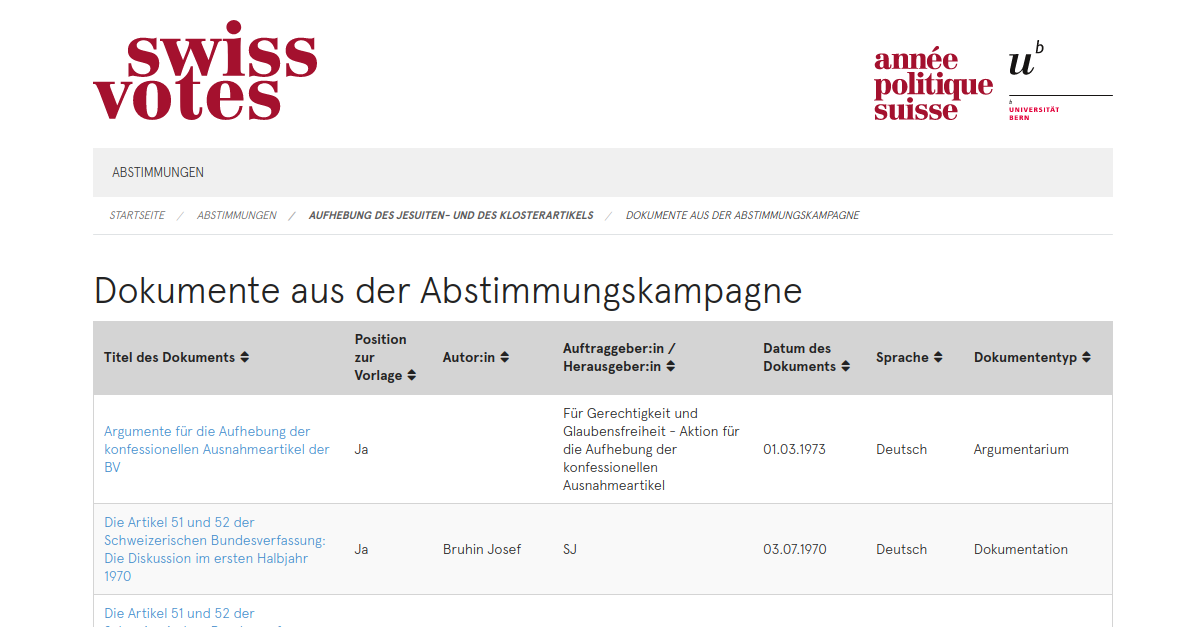 swiss
votes
année
politique
suisse
u
b
b
UNIVERSITÄT
BERN
ABSTIMMUNGEN
STARTSEITE / ABSTIMMUNGEN / AUFHEBUNG DES JESUITEN- UND DES KLOSTERARTIKELS / DOKUMENTE AUS DER ABSTIMMUNGSKAMPAGNE
Dokumente aus der Abstimmungskampagne
Titel des Dokuments
Position
zur
Vorlage
Autor:in
Auftraggeber:in /
Herausgeber:in
Datum des
Dokuments
Sprache
Dokumententyp
Argumente für die Aufhebung der
konfessionellen Ausnahmeartikel der
BV
Ja
Für Gerechtigkeit und
Glaubensfreiheit - Aktion für
die Aufhebung der
konfessionellen
Ausnahmeartikel
01.03.1973
Deutsch
Argumentarium
Die Artikel 51 und 52 der
Schweizerischen Bundesverfassung:
Die Diskussion im ersten Halbjahr
1970
Ja
Bruhin Josef
SJ
03.07.1970
Deutsch
Dokumentation
Die Artikel 51 und 52 der